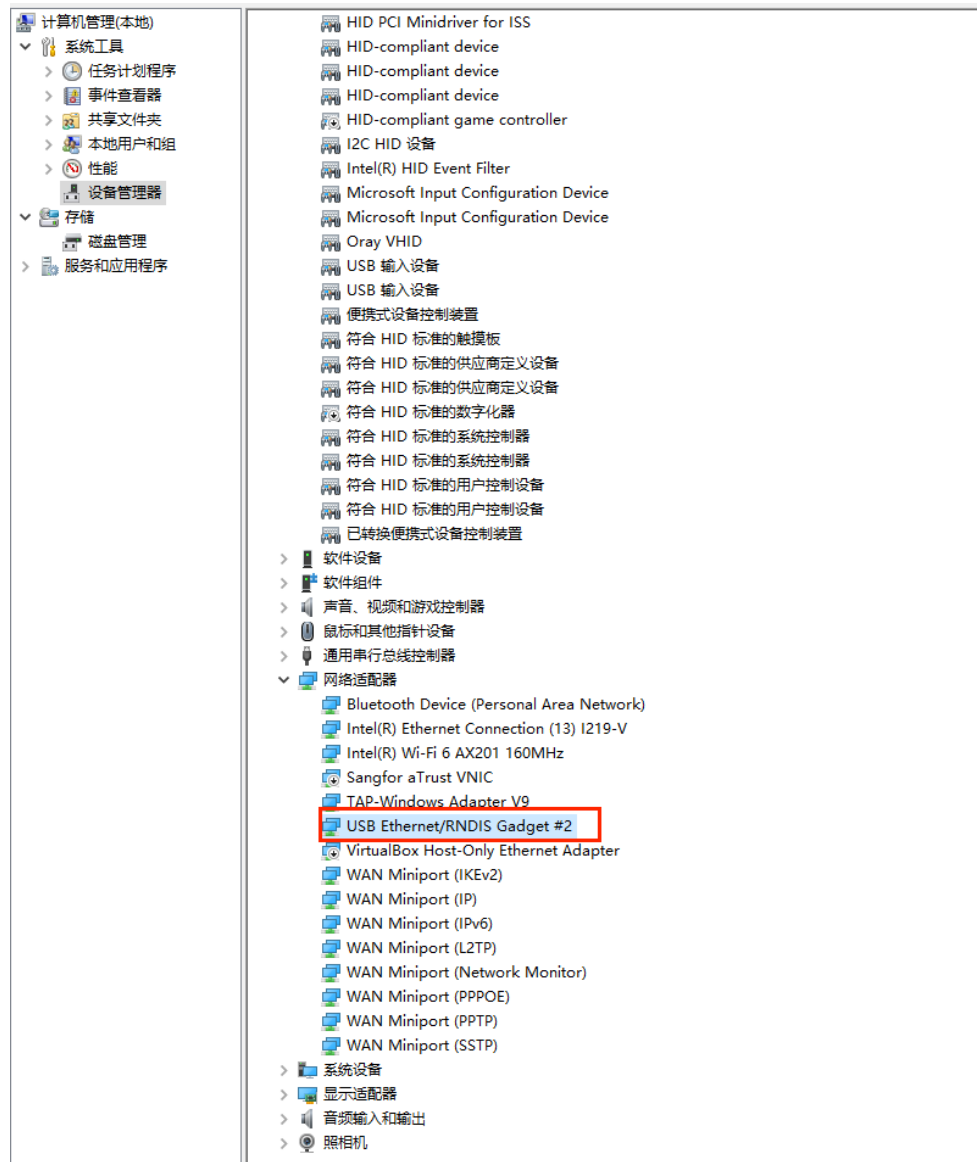 计算机管理(本地)
系统工具
任务计划程序
事件查看器
共享文件夹
本地用户和组
性能
设备管理器
存储
磁盘管理
服务和应用程序
HID PCI Minidriver for ISS
HID-compliant device
HID-compliant device
HID-compliant device
HID-compliant game controller
I2C HID 设备
Intel(R) HID Event Filter
Microsoft Input Configuration Device
Microsoft Input Configuration Device
Oray VHID
USB 输入设备
USB 输入设备
便携式设备控制装置
符合 HID 标准的触摸板
符合 HID 标准的供应商定义设备
符合 HID 标准的供应商定义设备
符合 HID 标准的数字化器
符合 HID 标准的系统控制器
符合 HID 标准的系统控制器
符合 HID 标准的用户控制设备
符合 HID 标准的用户控制设备
已转换便携式设备控制装置
软件设备
软件组件
声音、视频和游戏控制器
鼠标和其他指针设备
通用串行总线控制器
网络适配器
Bluetooth Device (Personal Area Network)
Intel(R) Ethernet Connection (13) I219-V
Intel(R) Wi-Fi 6 AX201 160MHz
Sangfor aTrust VNIC
TAP-Windows Adapter V9
USB Ethernet/RNDIS Gadget #2
VirtualBox Host-Only Ethernet Adapter
WAN Miniport (IKEv2)
WAN Miniport (IP)
WAN Miniport (IPv6)
WAN Miniport (L2TP)
WAN Miniport (Network Monitor)
WAN Miniport (PPPOE)
WAN Miniport (PPTP)
WAN Miniport (SSTP)
系统设备
显示适配器
音频输入和输出
照相机